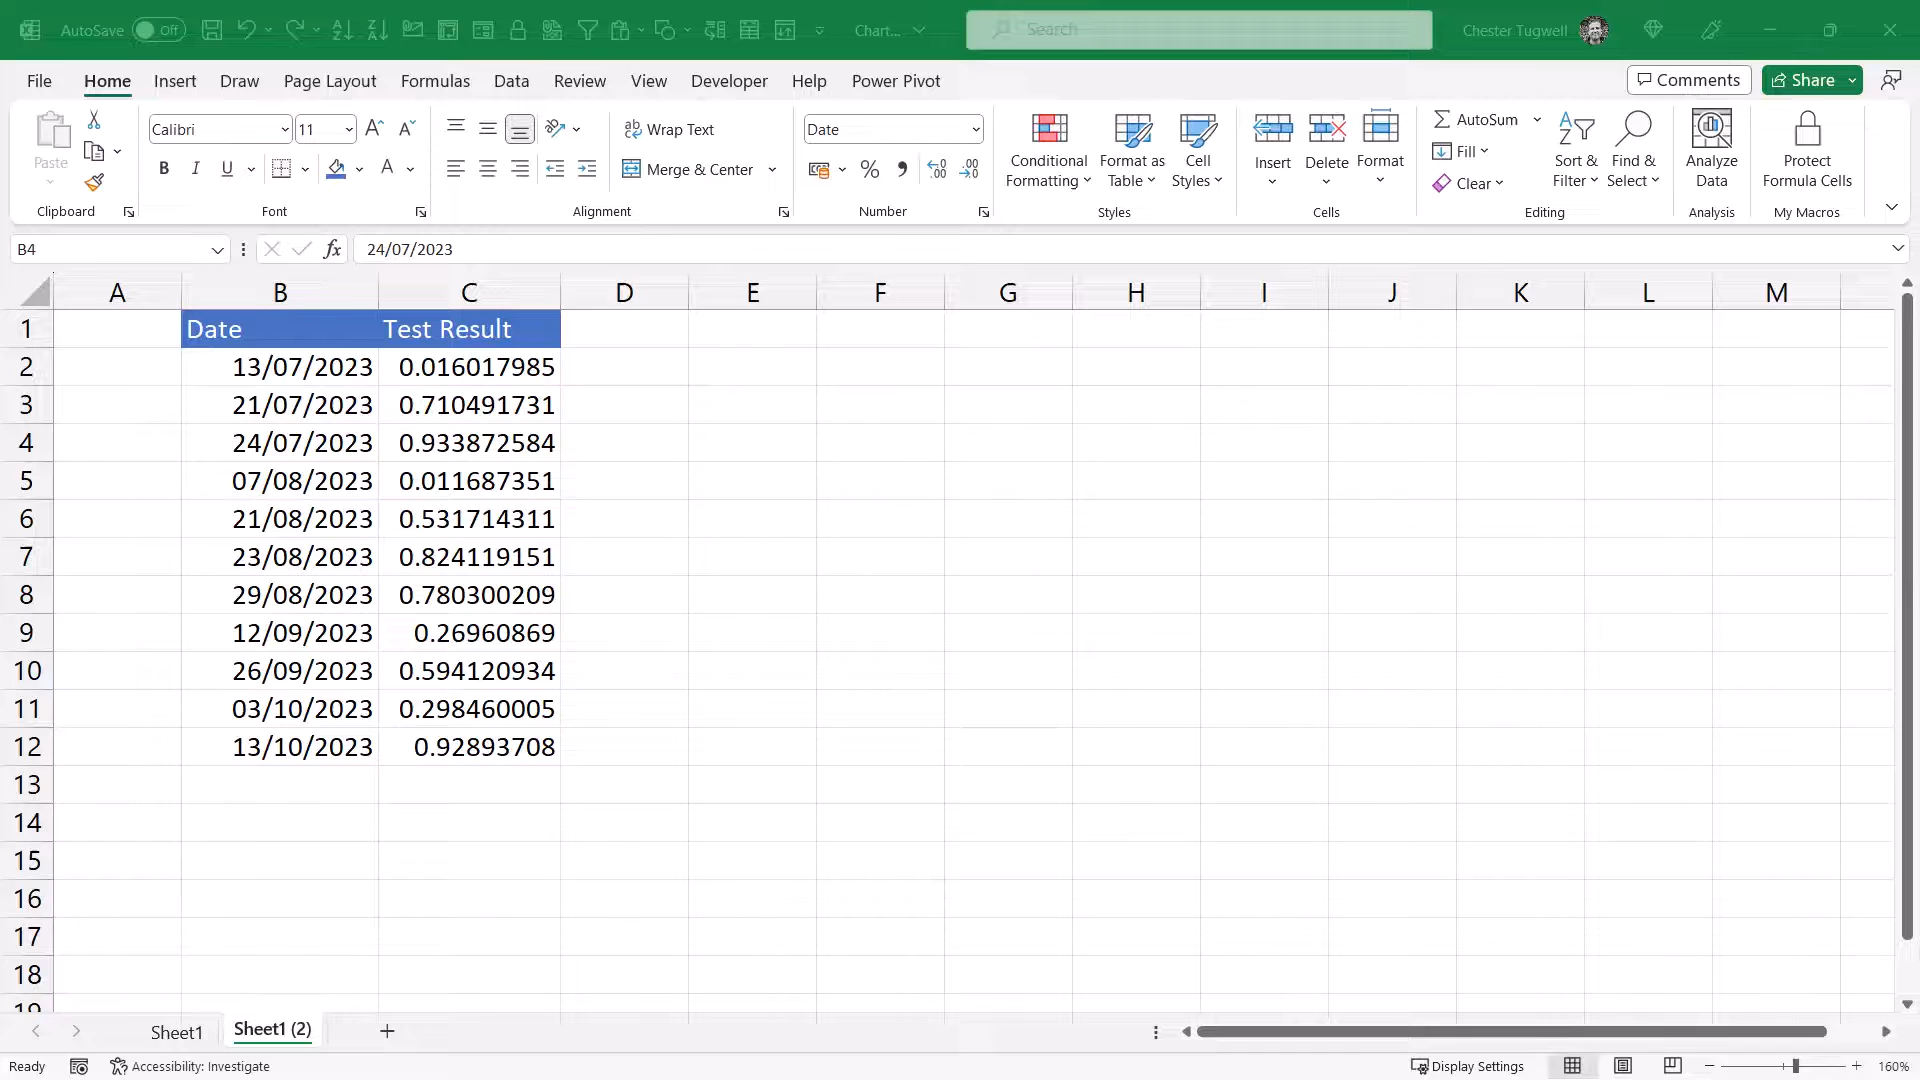 AutoSave Off Chart... Search Chester Tugwell
File Home Insert Draw Page Layout Formulas Data Review View Developer Help Power Pivot Comments Share
Paste Calibri 11 Wrap Text Merge & Center Date Conditional Formatting Format as Table Cell Styles Insert Delete Format AutoSum Fill Clear Sort & Filter Find & Select Analyze Data Protect Formula Cells
Clipboard Font Alignment Number Styles Cells Editing Analysis My Macros
B4 fx 24/07/2023
A B C D E F G H I J K L M
1 Date Test Result
2 13/07/2023 0.016017985
3 21/07/2023 0.710491731
4 24/07/2023 0.933872584
5 07/08/2023 0.011687351
6 21/08/2023 0.531714311
7 23/08/2023 0.824119151
8 29/08/2023 0.780300209
9 12/09/2023 0.26960869
10 26/09/2023 0.594120934
11 03/10/2023 0.298460005
12 13/10/2023 0.92893708
13
14
15
16
17
18
19
Sheet1 Sheet1 (2)
Ready Accessibility: Investigate Display Settings 160%